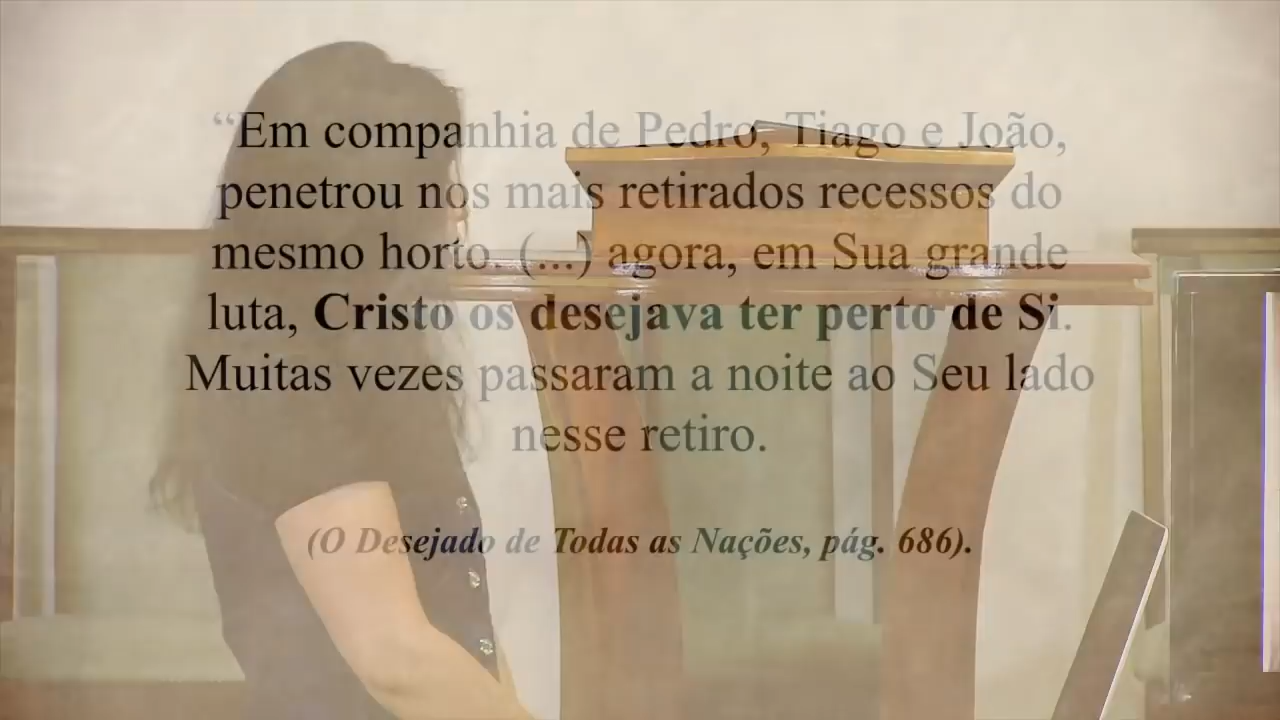 “Em companhia de Pedro, Tiago e João,
penetrou nos mais retirados recessos do
mesmo horto. (...) agora, em Sua grande
luta, Cristo os desejava ter perto de Si.
Muitas vezes passaram a noite ao Seu lado
nesse retiro.
(O Desejado de Todas as Nações, pág. 686).